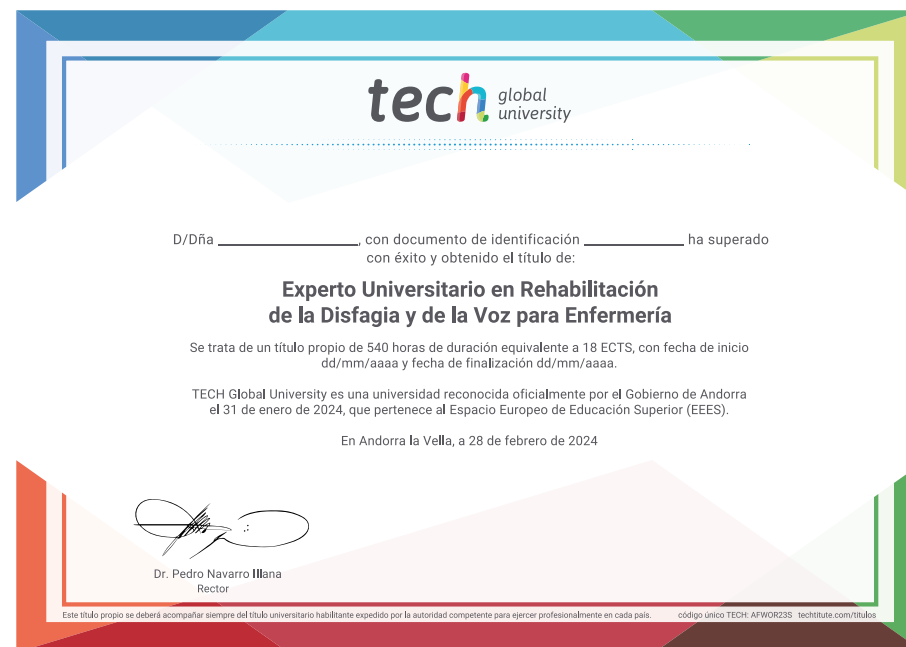 tech global
university
D/Dña ____________________, con documento de identificación ______________ ha superado
con éxito y obtenido el título de:
Experto Universitario en Rehabilitación
de la Disfagia y de la Voz para Enfermería
Se trata de un título propio de 540 horas de duración equivalente a 18 ECTS, con fecha de inicio
dd/mm/aaaa y fecha de finalización dd/mm/aaaa.
TECH Global University es una universidad reconocida oficialmente por el Gobierno de Andorra
el 31 de enero de 2024, que pertenece al Espacio Europeo de Educación Superior (EEES).
En Andorra la Vella, a 28 de febrero de 2024
Dr. Pedro Navarro Illana
Rector
Este título propio se deberá acompañar siempre del título universitario habilitante expedido por la autoridad competente para ejercer profesionalmente en cada país. código único TECH: AFWOR23S techtitute.com/titulos